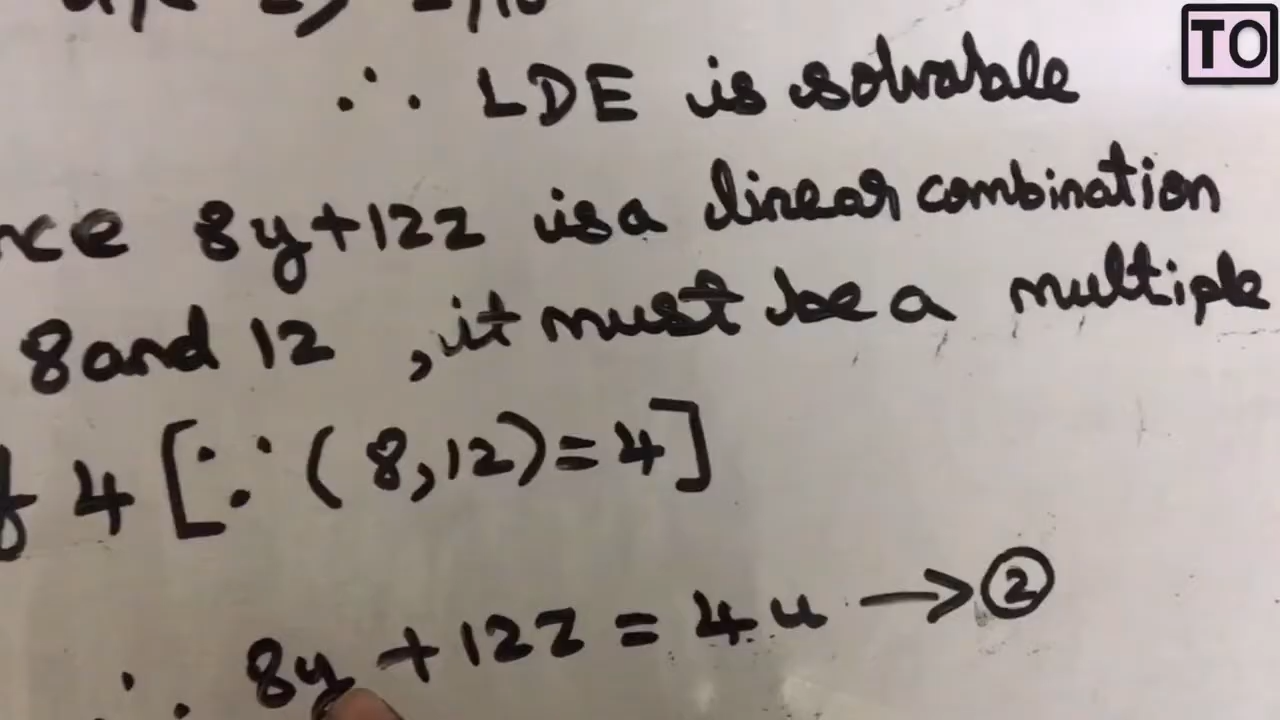 TO
∴ LDE is solvable
8y+12z is a linear combination
8 and 12 , it must be a multiple
4 [∵ (8,12)=4]
∴ 8y + 12z = 4u → ②